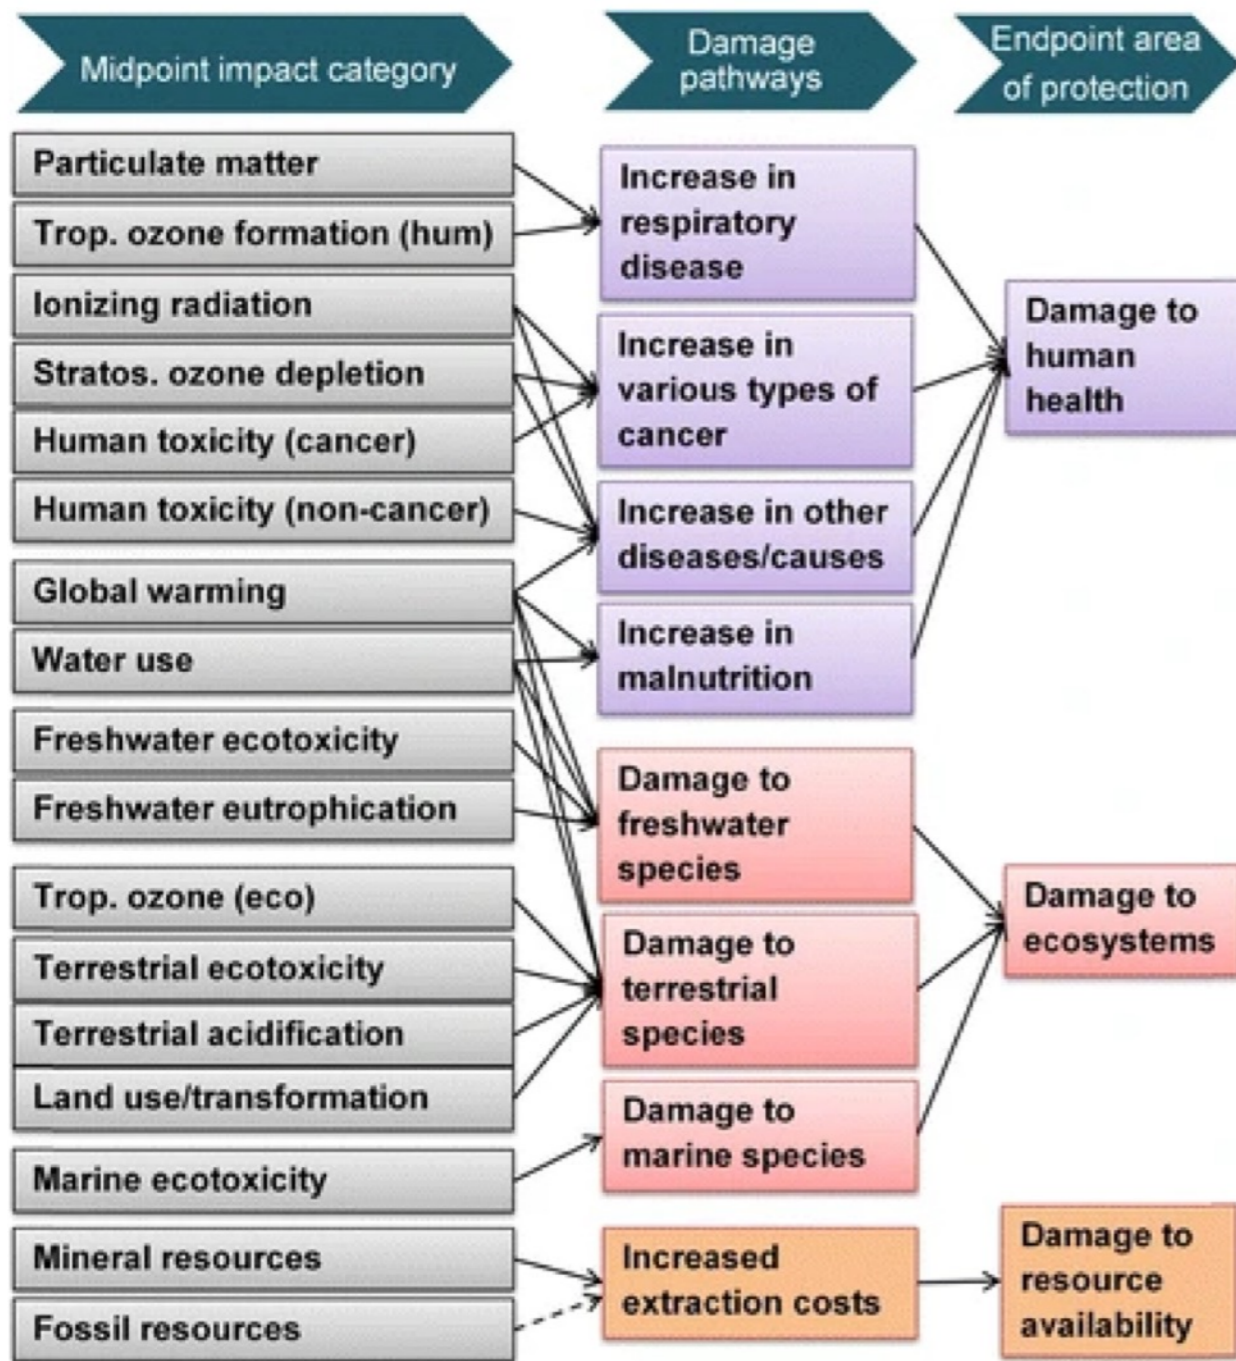 Midpoint impact category
Damage
pathways
Endpoint area
of protection
Particulate matter
Trop. ozone formation (hum)
Ionizing radiation
Stratos. ozone depletion
Human toxicity (cancer)
Human toxicity (non-cancer)
Global warming
Water use
Freshwater ecotoxicity
Freshwater eutrophication
Trop. ozone (eco)
Terrestrial ecotoxicity
Terrestrial acidification
Land use/transformation
Marine ecotoxicity
Mineral resources
Fossil resources
Increase in
respiratory
disease
Increase in
various types of
cancer
Increase in other
diseases/causes
Increase in
malnutrition
Damage to
freshwater
species
Damage to
terrestrial
species
Damage to
marine species
Increased
extraction costs
Damage to
human
health
Damage to
ecosystems
Damage to
resource
availability